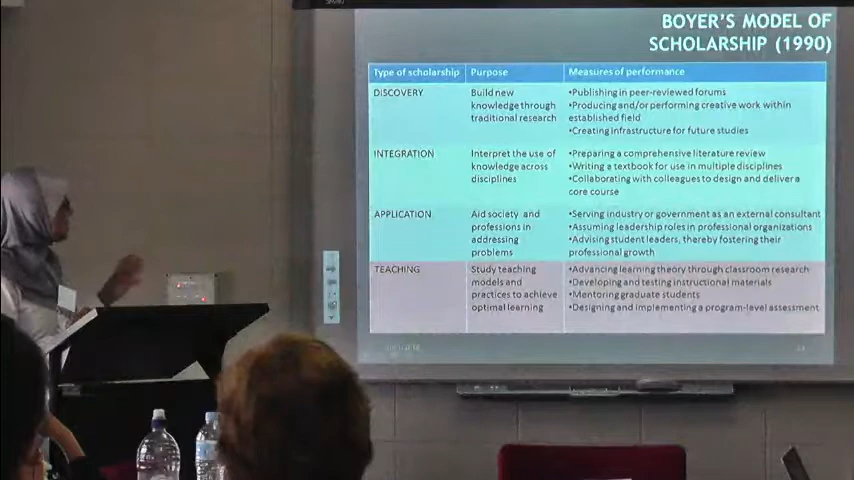 BOYER'S MODEL OF
SCHOLARSHIP (1990)
Type of scholarship Purpose Measures of performance
DISCOVERY Build new •Publishing in peer-reviewed forums
knowledge through •Producing and/or performing creative work within
traditional research established field
•Creating infrastructure for future studies
INTEGRATION Interpret the use of •Preparing a comprehensive literature review
knowledge across •Writing a textbook for use in multiple disciplines
disciplines •Collaborating with colleagues to design and deliver a
core course
APPLICATION Aid society and •Serving industry or government as an external consultant
professions in •Assuming leadership roles in professional organizations
addressing •Advising student leaders, thereby fostering their
problems professional growth
TEACHING Study teaching •Advancing learning theory through classroom research
models and •Developing and testing instructional materials
practices to achieve •Mentoring graduate students
optimal learning •Designing and implementing a program-level assessment